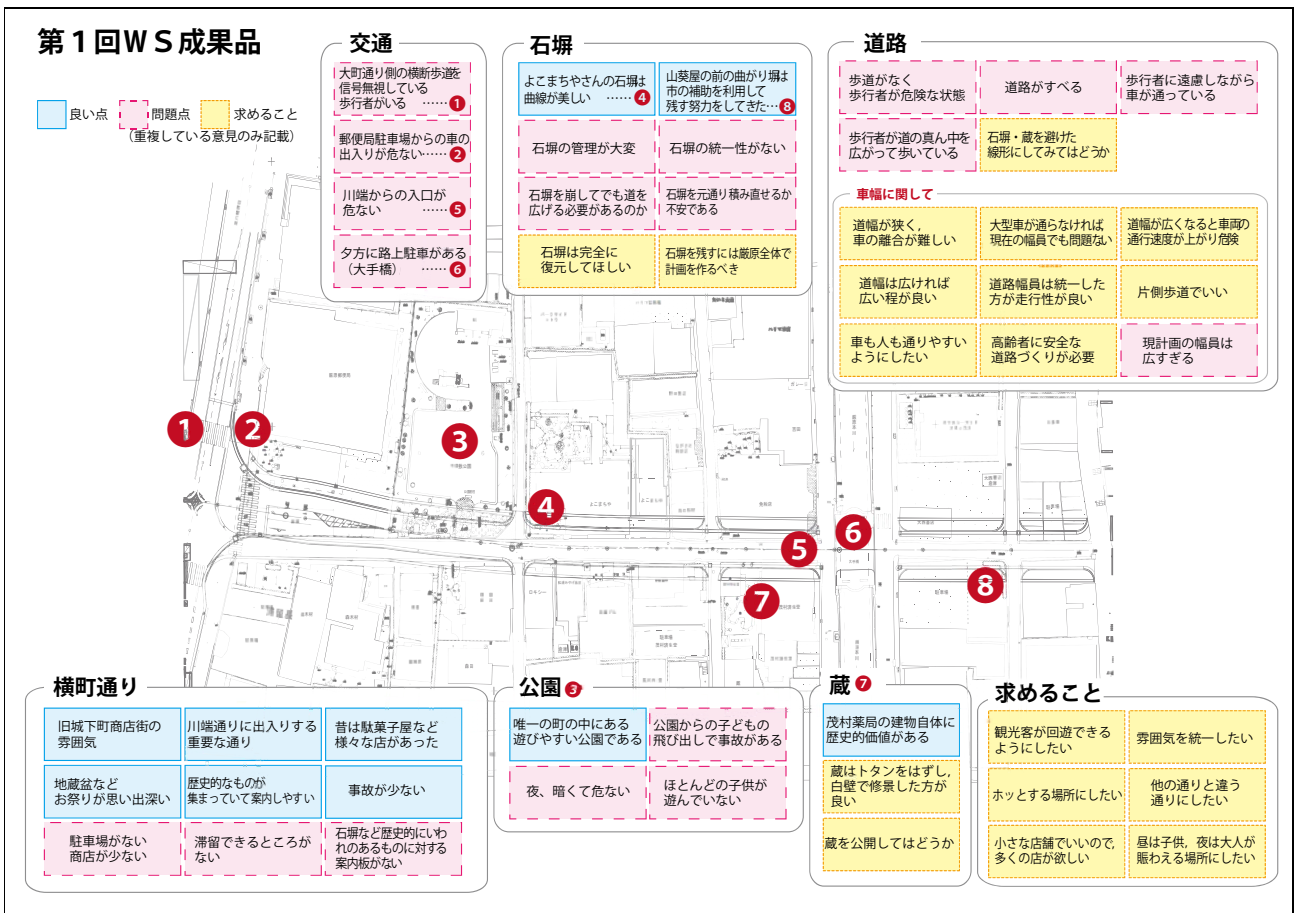 第１回ＷＳ成果品
良い点
問題点
求めること
（重複している意見のみ記載）
交通
大町通り側の横断歩道を
信号無視している
歩行者がいる ……❶
郵便局駐車場からの車の
出入りが危ない……❷
川端からの入口が
危ない ……❺
夕方に路上駐車がある
（大手橋） ……❻
石塀
よこまちやさんの石塀は
曲線が美しい ……❹
山葵屋の前の曲がり塀は
市の補助を利用して
残す努力をしてきた…❽
石塀の管理が大変
石塀の統一性がない
石塀を崩してでも道を
広げる必要があるのか
石塀を元通り積み直せるか
不安である
石塀は完全に
復元してほしい
石塀を残すには厳原全体で
計画を作るべき
道路
歩道がなく
歩行者が危険な状態
道路がすべる
歩行者に遠慮しながら
車が通っている
歩行者が道の真ん中を
広がって歩いている
石塀・蔵を避けた
線形にしてみてはどうか
車幅に関して
道幅が狭く，
車の離合が難しい
大型車が通らなければ
現在の幅員でも問題ない
道幅が広くなると車両の
通行速度が上がり危険
道幅は広ければ
広い程が良い
道路幅員は統一した
方が走行性が良い
片側歩道でいい
車も人も通りやすい
ようにしたい
高齢者に安全な
道路づくりが必要
現計画の幅員は
広すぎる
❶
❷
❸
❹
❺
❻
❼
❽
横町通り
旧城下町商店街の
雰囲気
川端通りに出入りする
重要な通り
昔は駄菓子屋など
様々な店があった
地蔵盆など
お祭りが思い出深い
歴史的なものが
集まっていて案内しやすい
事故が少ない
駐車場がない
商店が少ない
滞留できるところが
ない
石塀など歴史的にいわ
れのあるものに対する
案内板がない
公園❸
唯一の町の中にある
遊びやすい公園である
公園からの子どもの
飛び出しで事故がある
夜、暗くて危ない
ほとんどの子供が
遊んでいない
蔵❼
茂村薬局の建物自体に
歴史的価値がある
蔵はトタンをはずし，
白壁で修景した方が
良い
蔵を公開してはどうか
求めること
観光客が回遊できる
ようにしたい
雰囲気を統一したい
ホッとする場所にしたい
他の通りと違う
通りにしたい
小さな店舗でいいので，
多くの店が欲しい
昼は子供，夜は大人が
賑わえる場所にしたい